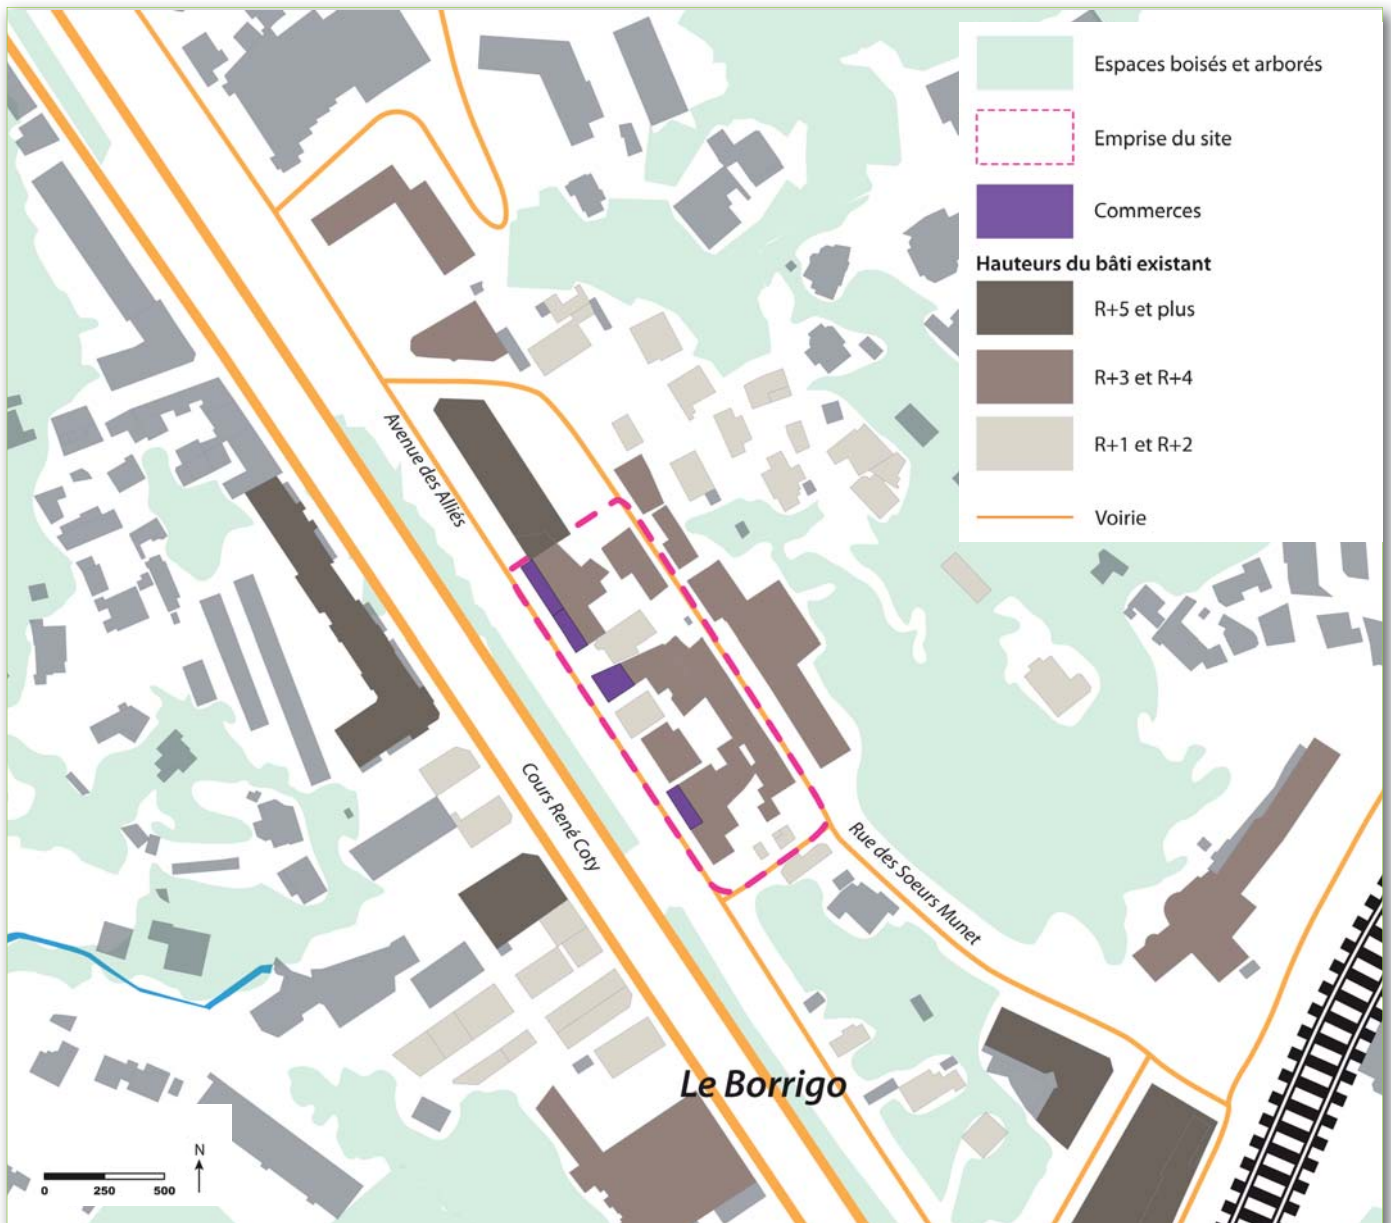 Espaces boisés et arborés
Emprise du site
Commerces
Hauteurs du bâti existant
R+5 et plus
R+3 et R+4
R+1 et R+2
Voirie
Avenue des Alliés
Cours René Coty
Rue des Soeurs Munet
Le Borrigo
N
0 250 500